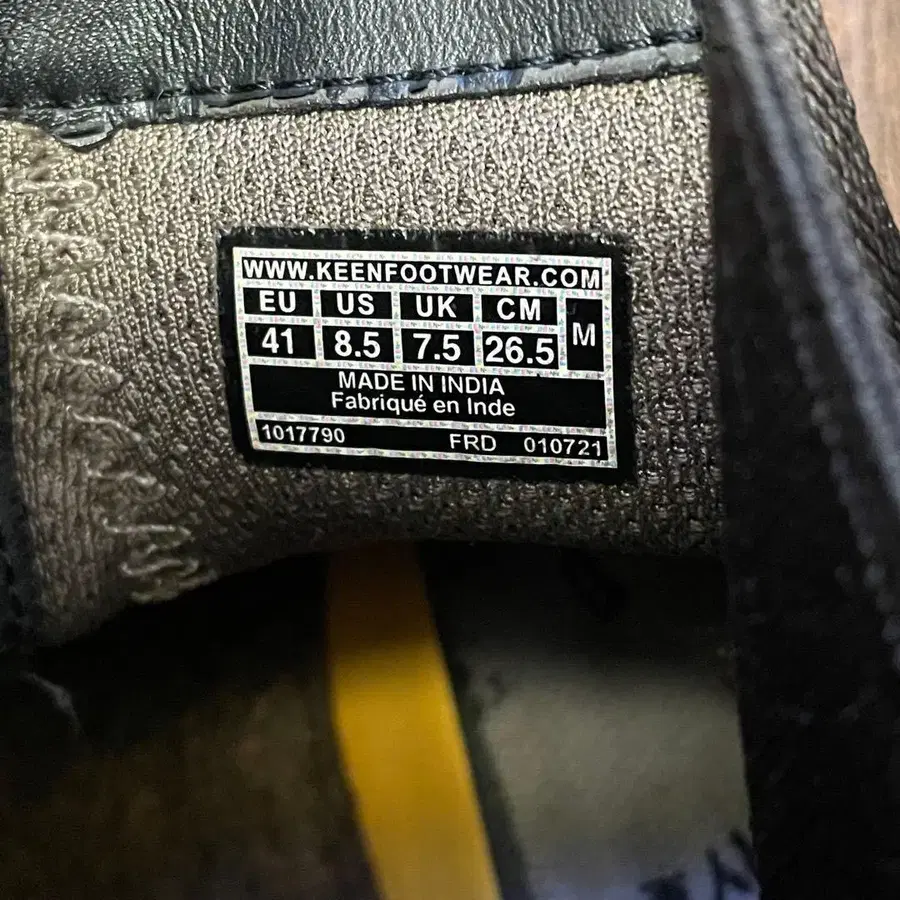 WWW.KEENFOOTWEAR.COM
EU US UK CM M
41 8.5 7.5 26.5
MADE IN INDIA
Fabriqué en Inde
1017790 FRD 010721